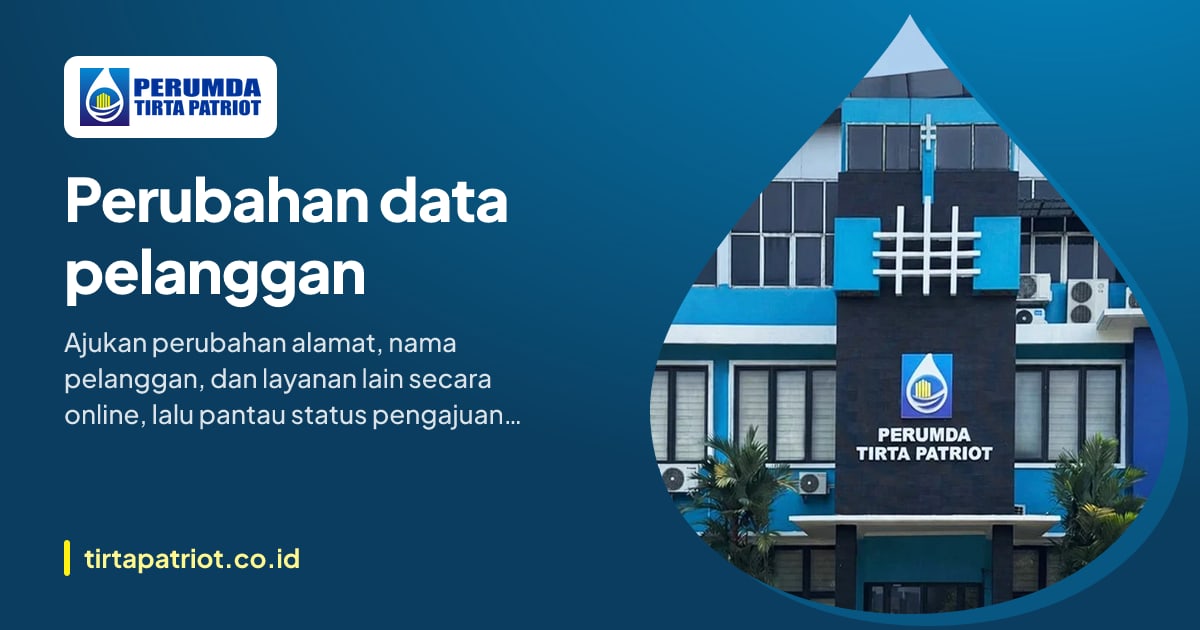 PERUMDA
TIRTA PATRIOT
Perubahan data
pelanggan
Ajukan perubahan alamat, nama
pelanggan, dan layanan lain secara
online, lalu pantau status pengajuan...
tirtapatriot.co.id
PERUMDA
TIRTA PATRIOT